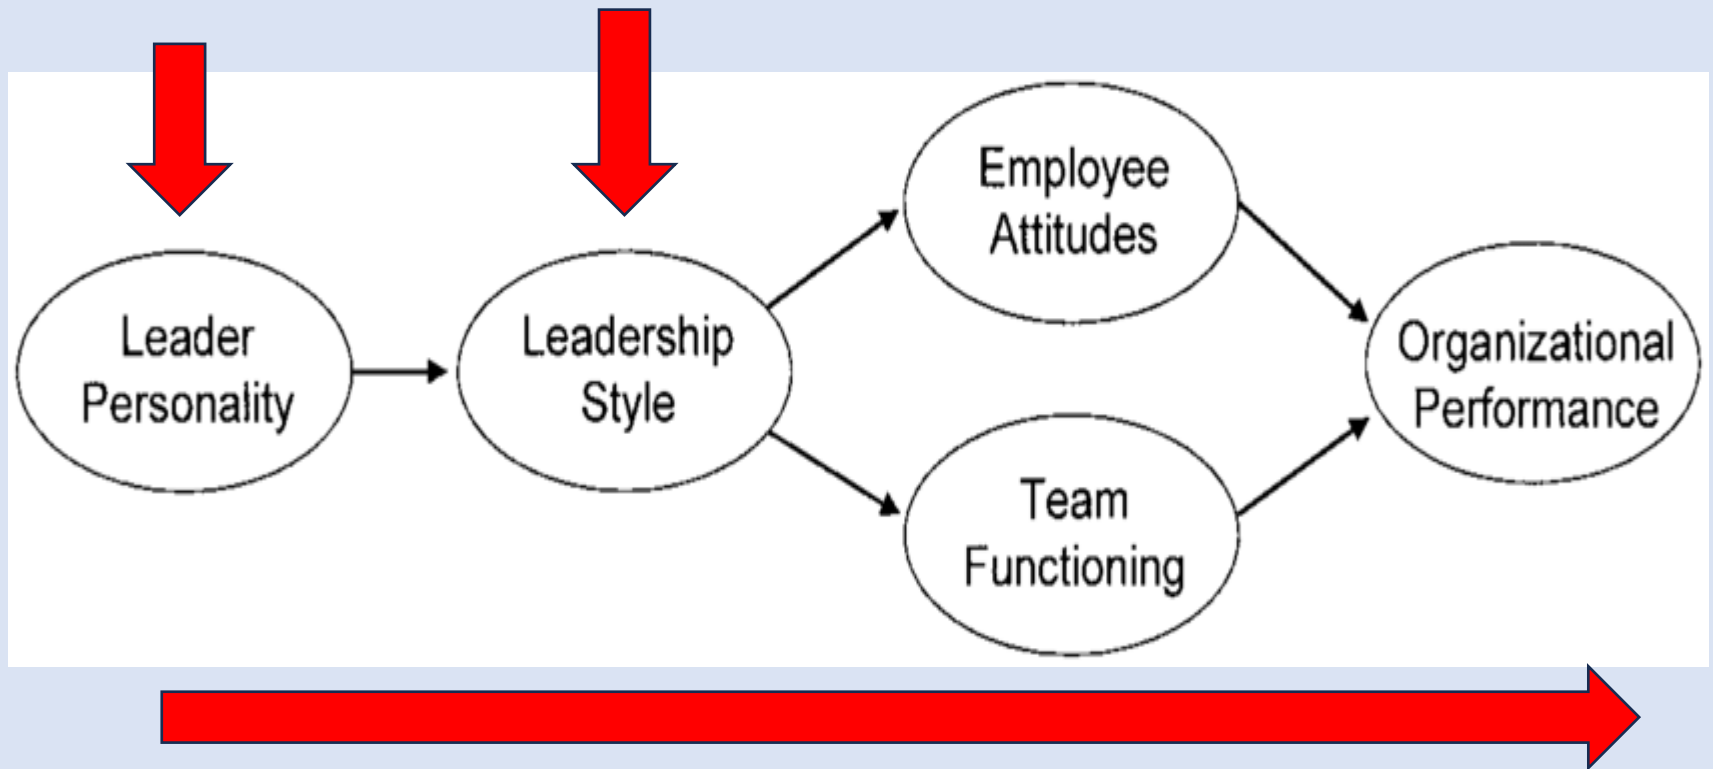 Leader
Personality
Leadership
Style
Employee
Attitudes
Team
Functioning
Organizational
Performance